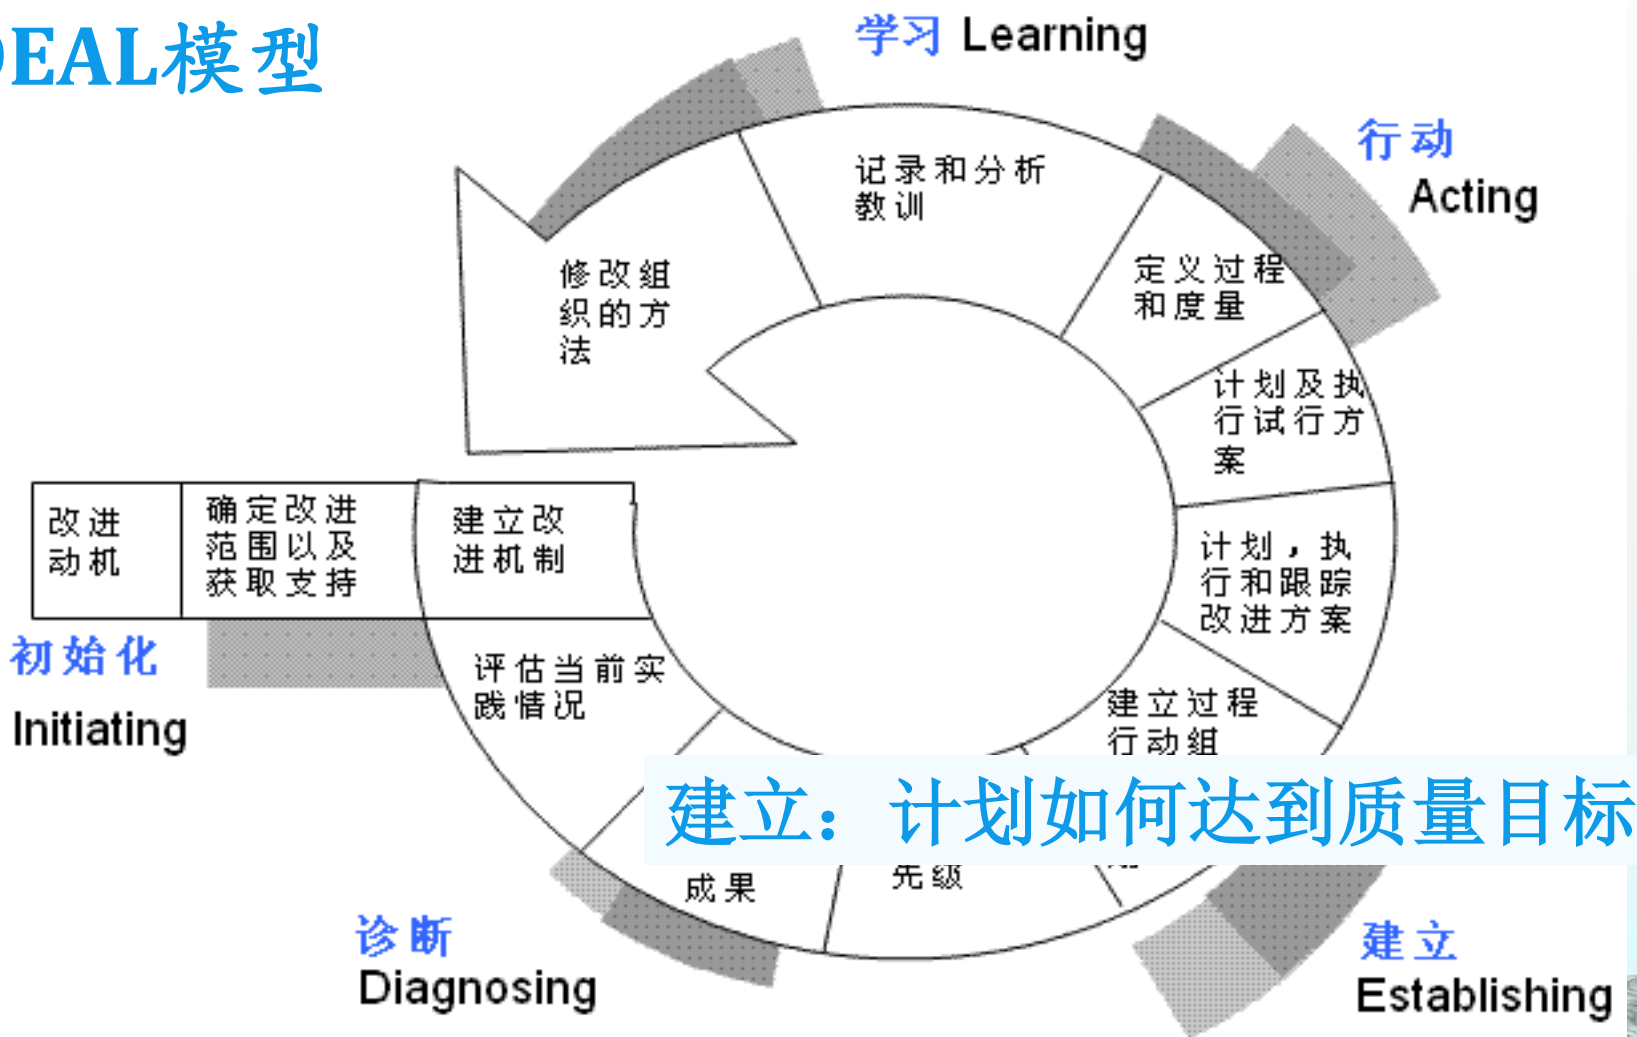 DEAL模型
学习 Learning
行动
Acting
记录和分析
教训
定义过程
和度量
修改组
织的方
法
计划及执
行试行方
案
改进
动机
确定改进
范围以及
获取支持
建立改
进机制
计划，执
行和跟踪
改进方案
初始化
Initiating
评估当前实
践情况
建立过程
行动组
建立：计划如何达到质量目标
成果
先级
诊断
Diagnosing
建立
Establishing